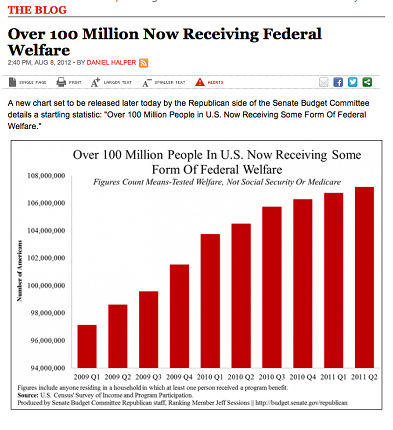 THE BLOG
Over 100 Million Now Receiving Federal
Welfare
2:40 PM, AUG 8, 2012 • BY DANIEL HALPER
SINGLE PAGE PRINT LARGER TEXT SMALLER TEXT ALERTS
A new chart set to be released later today by the Republican side of the Senate Budget Committee
details a startling statistic: "Over 100 Million People in U.S. Now Receiving Some Form Of Federal
Welfare."
Over 100 Million People In U.S. Now Receiving Some
Form Of Federal Welfare
Figures Count Means-Tested Welfare, Not Social Security Or Medicare
Number of Americans
108,000,000
106,000,000
104,000,000
102,000,000
100,000,000
98,000,000
96,000,000
94,000,000
2009 Q1 2009 Q2 2009 Q3 2009 Q4 2010 Q1 2010 Q2 2010 Q3 2010 Q4 2011 Q1 2011 Q2
Figures include anyone residing in a household in which at least one person received a program benefit.
Source: U.S. Census' Survey of Income and Program Participation.
Produced by Senate Budget Committee Republican staff, Ranking Member Jeff Sessions || http://budget.senate.gov/republican